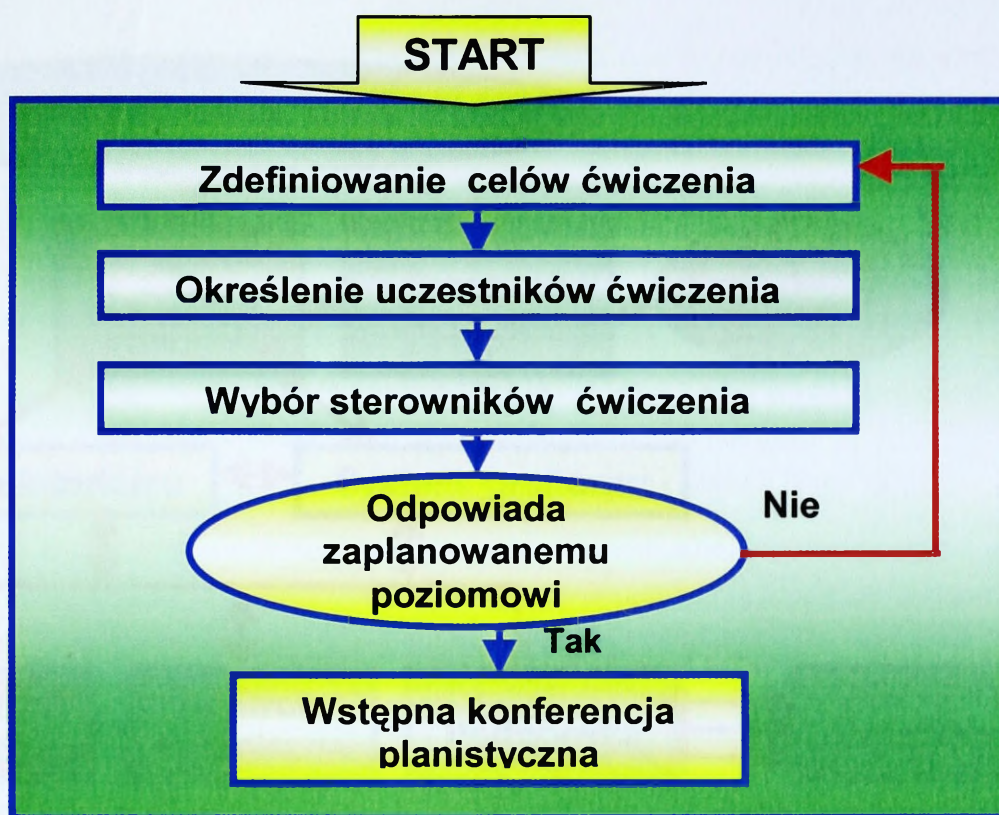 START
Zdefiniowanie celów ćwiczenia
Określenie uczestników ćwiczenia
Wybór sterowników ćwiczenia
Odpowiada
zaplanowanemu
poziomowi
Nie
Tak
Wstępna konferencja
planistyczna